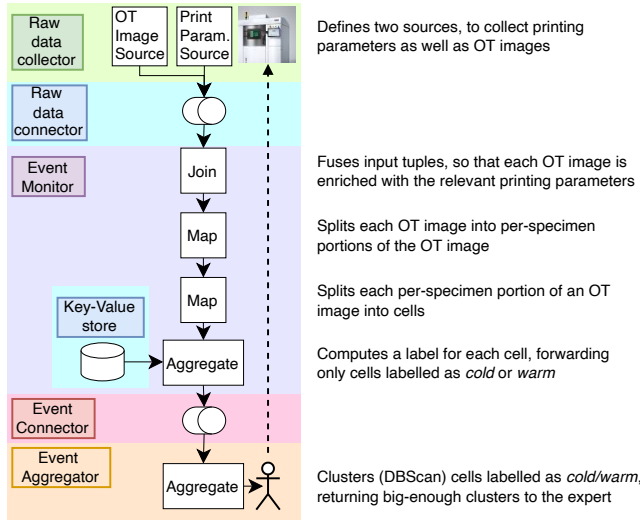 Raw
data
collector
OT
Image
Source
Print
Param.
Source
Defines two sources, to collect printing
parameters as well as OT images
Raw
data
connector
Event
Monitor
Join
Fuses input tuples, so that each OT image is
enriched with the relevant printing parameters
Map
Splits each OT image into per-specimen
portions of the OT image
Map
Splits each per-specimen portion of an OT
image into cells
Key-Value
store
Aggregate
Computes a label for each cell, forwarding
only cells labelled as cold or warm
Event
Connector
Event
Aggregator
Aggregate
Clusters (DBScan) cells labelled as cold/warm,
returning big-enough clusters to the expert